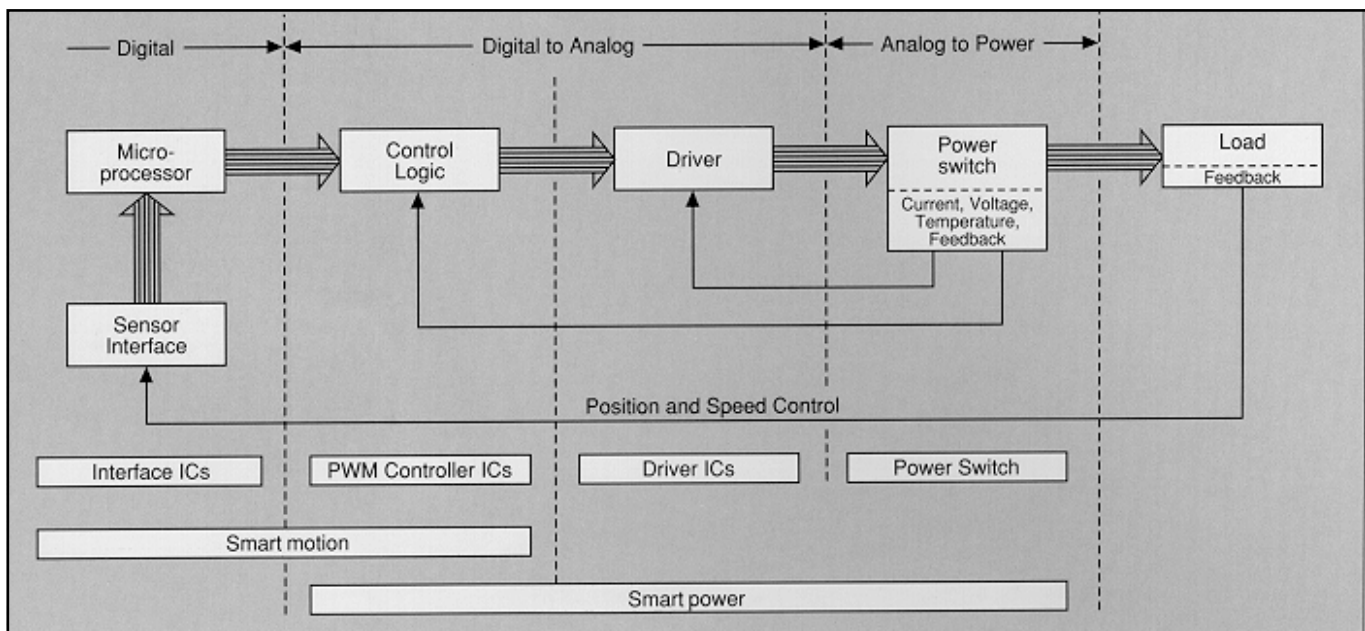 Digital
Digital to Analog
Analog to Power
Micro-
processor
Control
Logic
Driver
Power
switch
Current, Voltage,
Temperature,
Feedback
Load
Feedback
Sensor
Interface
Position and Speed Control
Interface ICs
PWM Controller ICs
Driver ICs
Power Switch
Smart motion
Smart power